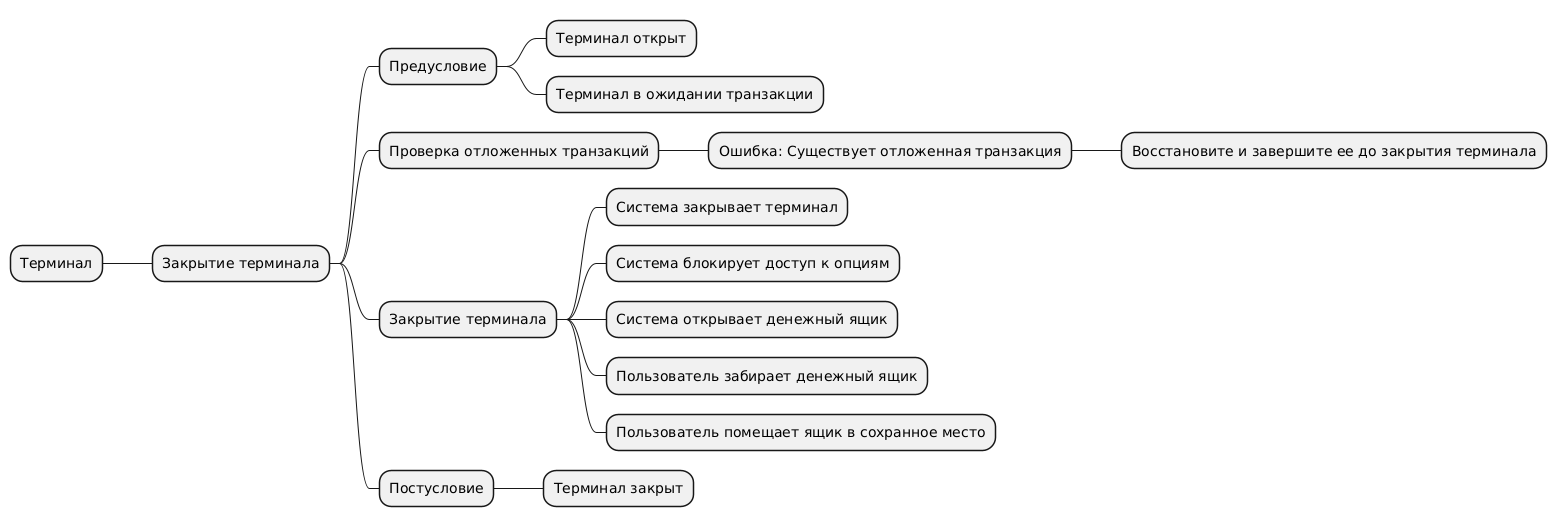 Терминал
Закрытие терминала
Предусловие
Терминал открыт
Терминал в ожидании транзакции
Проверка отложенных транзакций
Ошибка: Существует отложенная транзакция
Восстановите и завершите ее до закрытия терминала
Закрытие терминала
Система закрывает терминал
Система блокирует доступ к опциям
Система открывает денежный ящик
Пользователь забирает денежный ящик
Пользователь помещает ящик в сохранное место
Постусловие
Терминал закрыт